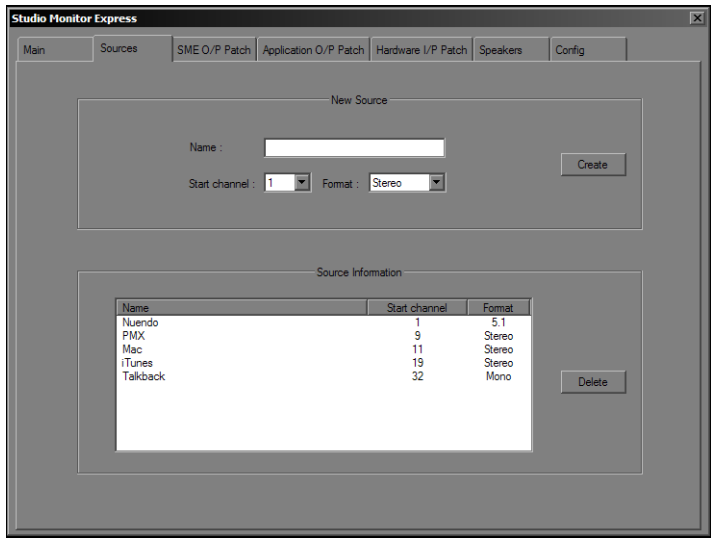 Studio Monitor Express
Main Sources SME O/P Patch Application O/P Patch Hardware I/P Patch Speakers Config
New Source
Name :
Create
Start channel : 1 Format : Stereo
Source Information
Name Start channel Format
Nuendo 1 5.1
PMX 9 Stereo
Mac 11 Stereo
iTunes 19 Stereo
Talkback 32 Mono
Delete